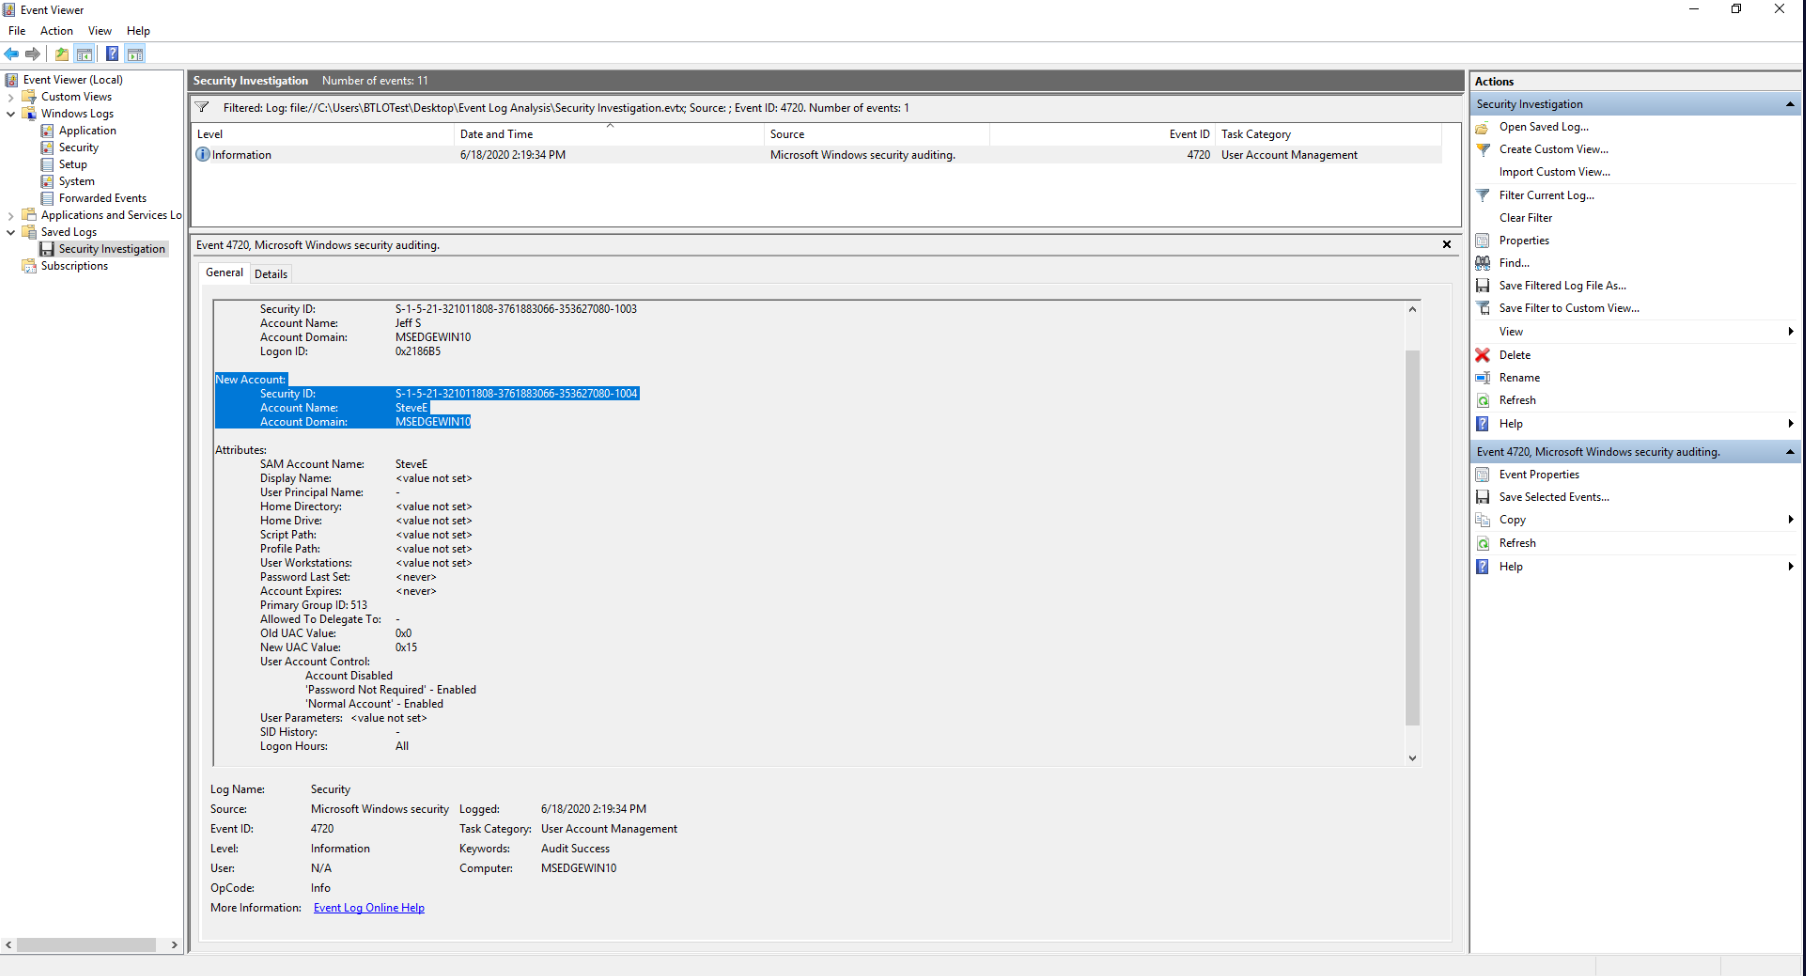 Event Viewer
File Action View Help
Event Viewer (Local)
Custom Views
Windows Logs
Application
Security
Setup
System
Forwarded Events
Applications and Services Lo
Saved Logs
Security Investigation
Subscriptions
Security Investigation Number of events: 11
Filtered: Log: file://C:\Users\BTLOTest\Desktop\Event Log Analysis\Security Investigation.evtx; Source: ; Event ID: 4720. Number of events: 1
Level Date and Time Source Event ID Task Category
Information 6/18/2020 2:19:34 PM Microsoft Windows security auditing. 4720 User Account Management
Event 4720, Microsoft Windows security auditing.
General Details
Security ID: S-1-5-21-321011808-3761883066-353627080-1003
Account Name: Jeff S
Account Domain: MSEDGEWIN10
Logon ID: 0x2186B5
New Account:
Security ID: S-1-5-21-321011808-3761883066-353627080-1004
Account Name: SteveE
Account Domain: MSEDGEWIN10
Attributes:
SAM Account Name: SteveE
Display Name: <value not set>
User Principal Name: -
Home Directory: <value not set>
Home Drive: <value not set>
Script Path: <value not set>
Profile Path: <value not set>
User Workstations: <value not set>
Password Last Set: <never>
Account Expires: <never>
Primary Group ID: 513
Allowed To Delegate To: -
Old UAC Value: 0x0
New UAC Value: 0x15
User Account Control:
Account Disabled
'Password Not Required' - Enabled
'Normal Account' - Enabled
User Parameters: <value not set>
SID History: -
Logon Hours: All
Log Name: Security
Source: Microsoft Windows security Logged: 6/18/2020 2:19:34 PM
Event ID: 4720 Task Category: User Account Management
Level: Information Keywords: Audit Success
User: N/A Computer: MSEDGEWIN10
OpCode: Info
More Information: Event Log Online Help
Actions
Security Investigation
Open Saved Log...
Create Custom View...
Import Custom View...
Filter Current Log...
Clear Filter
Properties
Find...
Save Filtered Log File As...
Save Filter to Custom View...
View
Delete
Rename
Refresh
Help
Event 4720, Microsoft Windows security auditing.
Event Properties
Save Selected Events...
Copy
Refresh
Help